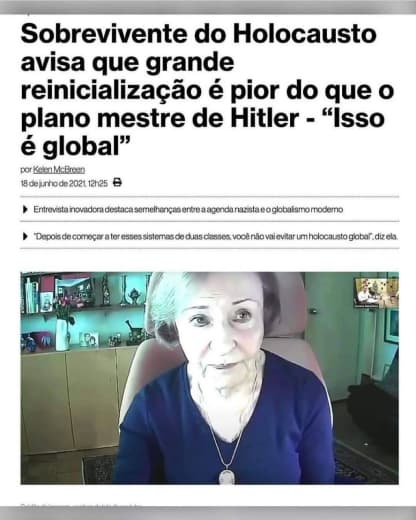 Sobrevivente do Holocausto
avisa que grande
reinicialização é pior do que o
plano mestre de Hitler - “Isso
é global”
por Kelen McBreen
18 de junho de 2021, 12h25
Entrevista inovadora destaca semelhanças entre a agenda nazista e o globalismo moderno
“Depois de começar a ter esses sistemas de duas classes, você não vai evitar um holocausto global”, diz ela.